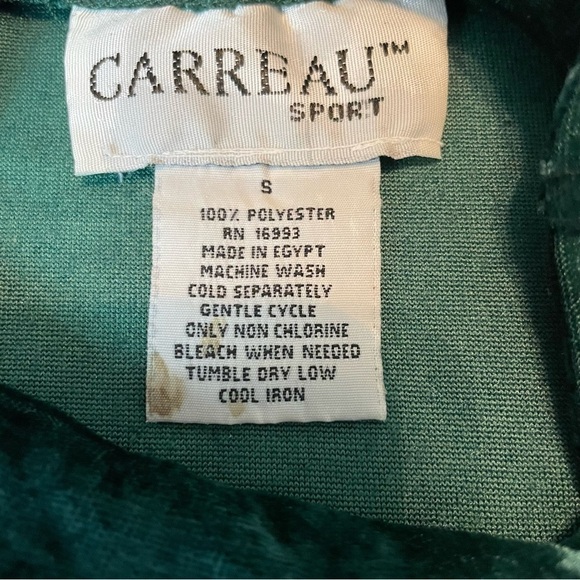 CARREAU™
SPORT
S
100% POLYESTER
RN 16993
MADE IN EGYPT
MACHINE WASH
COLD SEPARATELY
GENTLE CYCLE
ONLY NON CHLORINE
BLEACH WHEN NEEDED
TUMBLE DRY LOW
COOL IRON